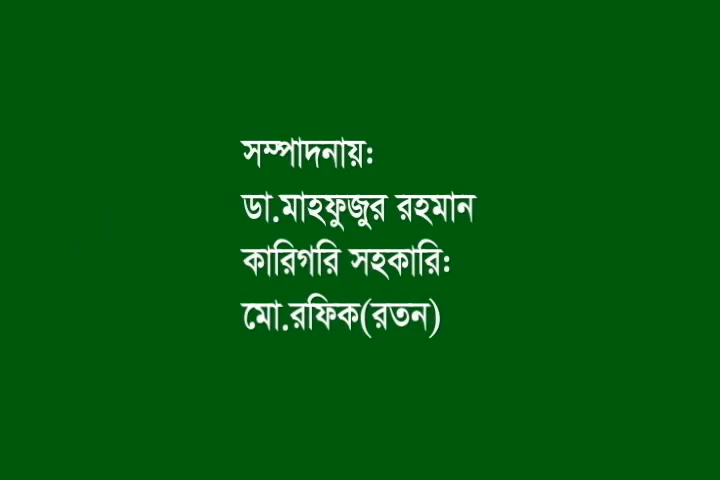 সম্পাদনায়:
ডা.মাহফুজুর রহমান
কারিগরি সহকারি:
মো.রফিক(রতন)